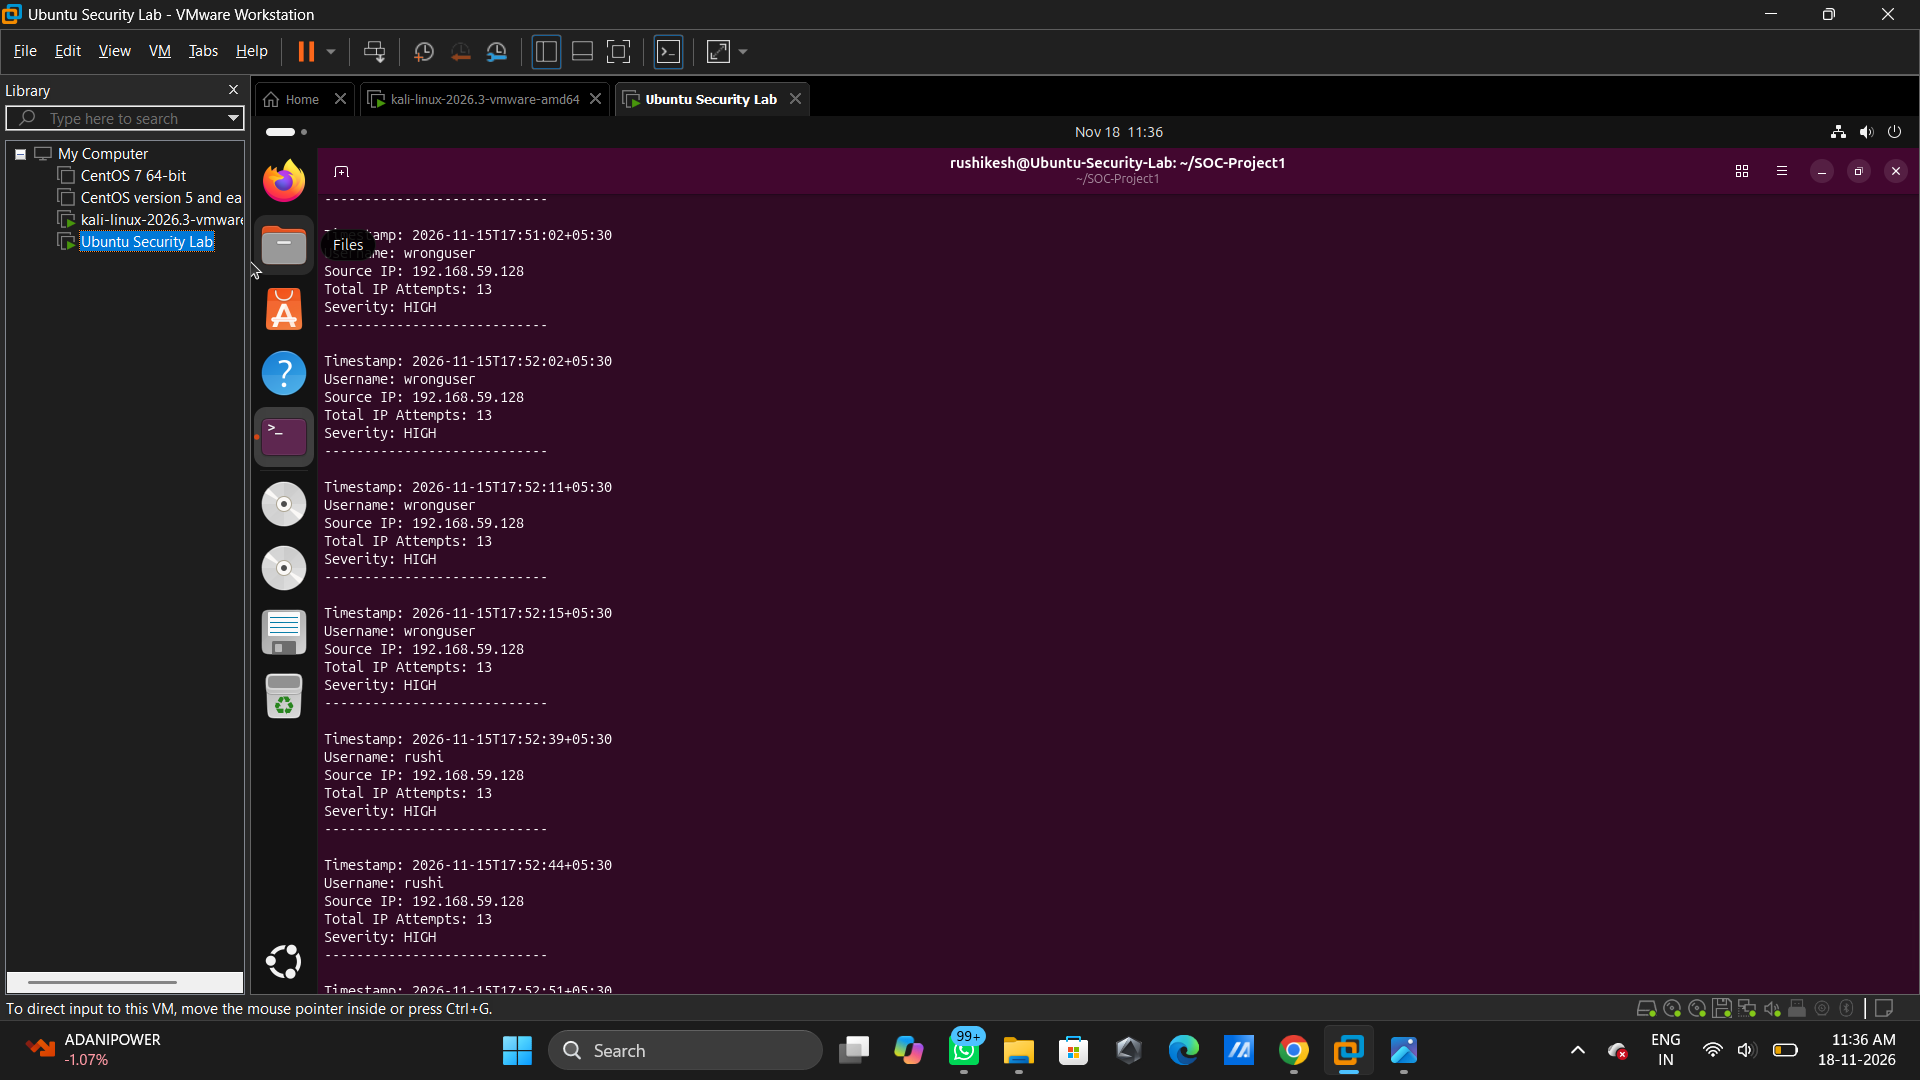 Ubuntu Security Lab - VMware Workstation
File Edit View VM Tabs Help
Library
Type here to search
My Computer
CentOS 7 64-bit
CentOS version 5 and ea
kali-linux-2026.3-vmware
Ubuntu Security Lab
Home
kali-linux-2026.3-vmware-amd64
Ubuntu Security Lab
Nov 18 11:36
rushikesh@Ubuntu-Security-Lab: ~/SOC-Project1
~/SOC-Project1
Files
---------------------------
amp: 2026-11-15T17:51:02+05:30
me: wronguser
Source IP: 192.168.59.128
Total IP Attempts: 13
Severity: HIGH
---------------------------
Timestamp: 2026-11-15T17:52:02+05:30
Username: wronguser
Source IP: 192.168.59.128
Total IP Attempts: 13
Severity: HIGH
---------------------------
Timestamp: 2026-11-15T17:52:11+05:30
Username: wronguser
Source IP: 192.168.59.128
Total IP Attempts: 13
Severity: HIGH
---------------------------
Timestamp: 2026-11-15T17:52:15+05:30
Username: wronguser
Source IP: 192.168.59.128
Total IP Attempts: 13
Severity: HIGH
---------------------------
Timestamp: 2026-11-15T17:52:39+05:30
Username: rushi
Source IP: 192.168.59.128
Total IP Attempts: 13
Severity: HIGH
---------------------------
Timestamp: 2026-11-15T17:52:44+05:30
Username: rushi
Source IP: 192.168.59.128
Total IP Attempts: 13
Severity: HIGH
---------------------------
Timestamp: 2026-11-15T17:52:51+05:30
To direct input to this VM, move the mouse pointer inside or press Ctrl+G.
ADANIPOWER
-1.07%
Search
99+
ENG
IN
11:36 AM
18-11-2026